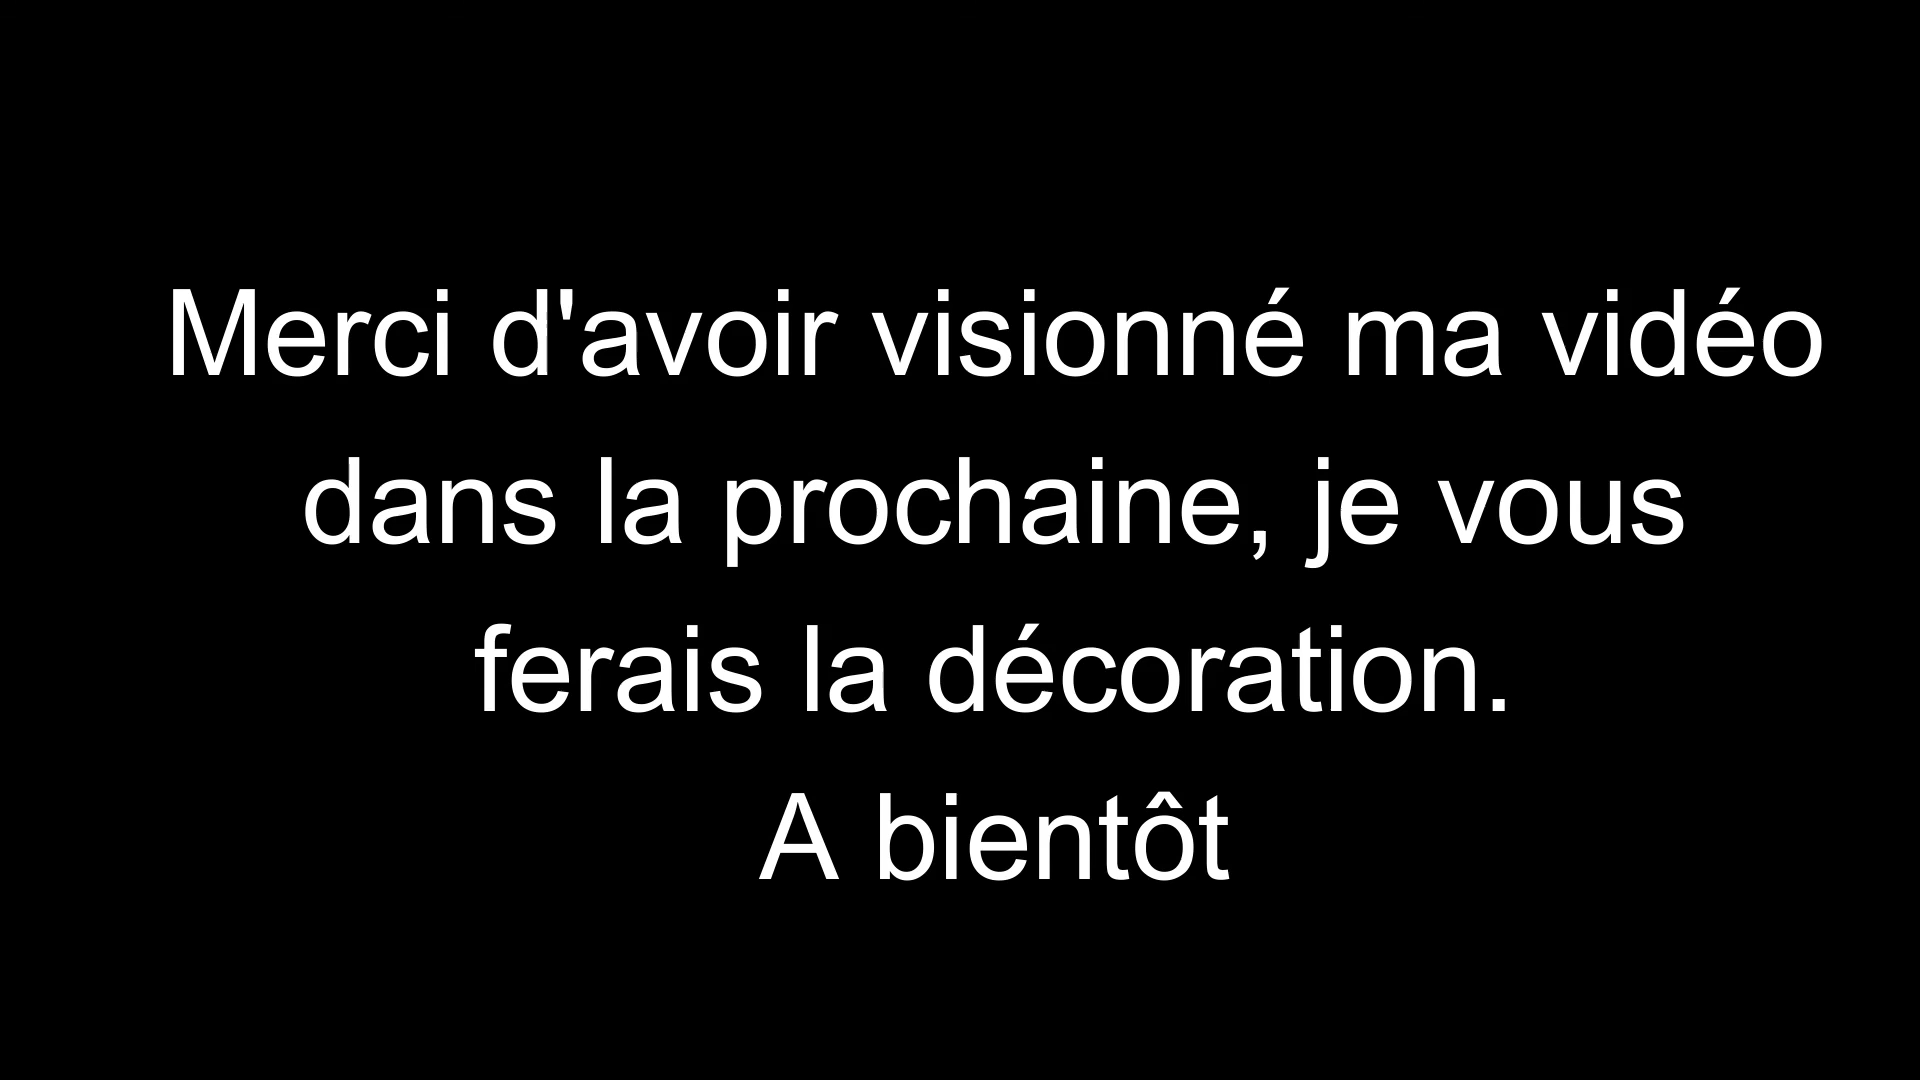 Merci d'avoir visionné ma vidéo
dans la prochaine, je vous
ferais la décoration.
A bientôt